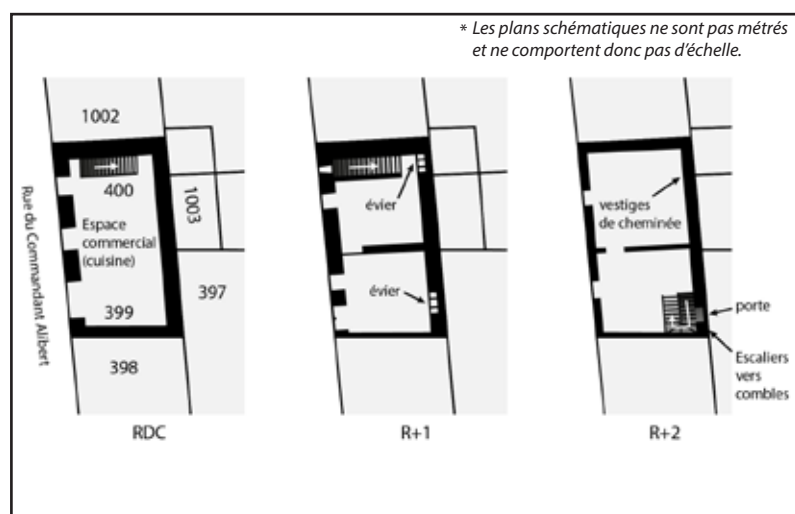 * Les plans schématiques ne sont pas métrés
et ne comportent donc pas d'échelle.
1002
400
1003
Rue du Commandant Alibert
Espace
commercial
(cuisine)
399
397
398
RDC
évier
évier
R+1
vestiges
de cheminée
porte
Escaliers
vers
combles
R+2